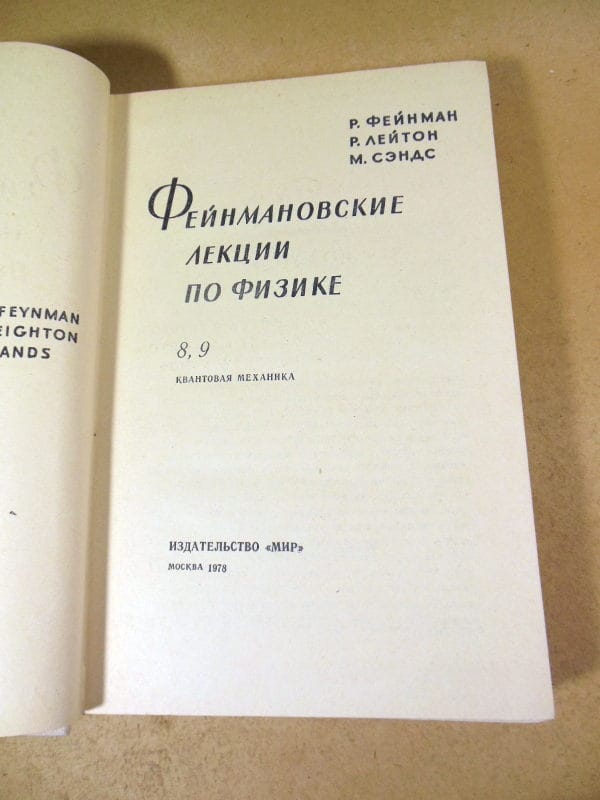 FEYNMAN
EIGHTON
ANDS
Р. ФЕЙНМАН
Р. ЛЕЙТОН
М. СЭНДС
ФЕЙНМАНОВСКИЕ
ЛЕКЦИИ
ПО ФИЗИКЕ
8, 9
КВАНТОВАЯ МЕХАНИКА
ИЗДАТЕЛЬСТВО «МИР»
МОСКВА 1978